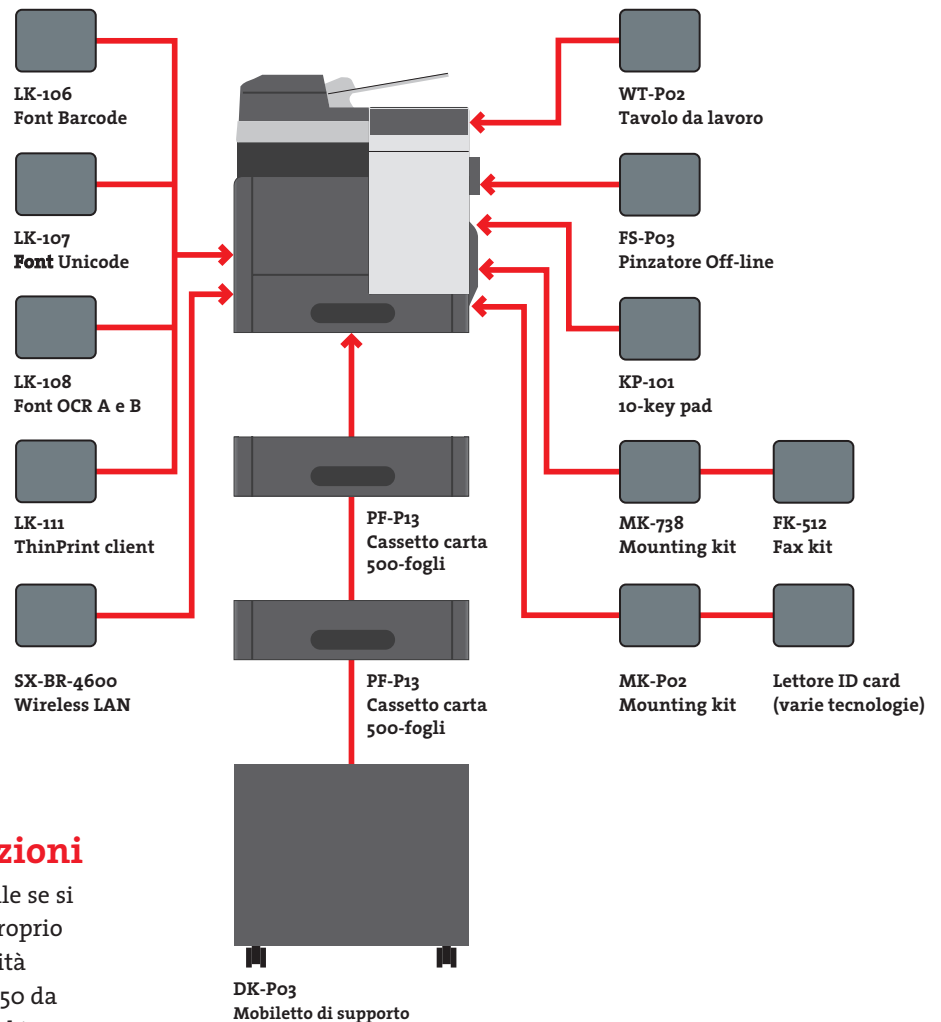 LK-106
Font Barcode
LK-107
Font Unicode
LK-108
Font OCR A e B
LK-111
ThinPrint client
SX-BR-4600
Wireless LAN
WT-P02
Tavolo da lavoro
FS-P03
Pinzatore Off-line
KP-101
10-key pad
MK-738
Mounting kit
FK-512
Fax kit
MK-P02
Mounting kit
Lettore ID card
(varie tecnologie)
PF-P13
Cassetto carta
500-fogli
PF-P13
Cassetto carta
500-fogli
DK-P03
Mobiletto di supporto
zioni
le se si
roprio
ità
50 da